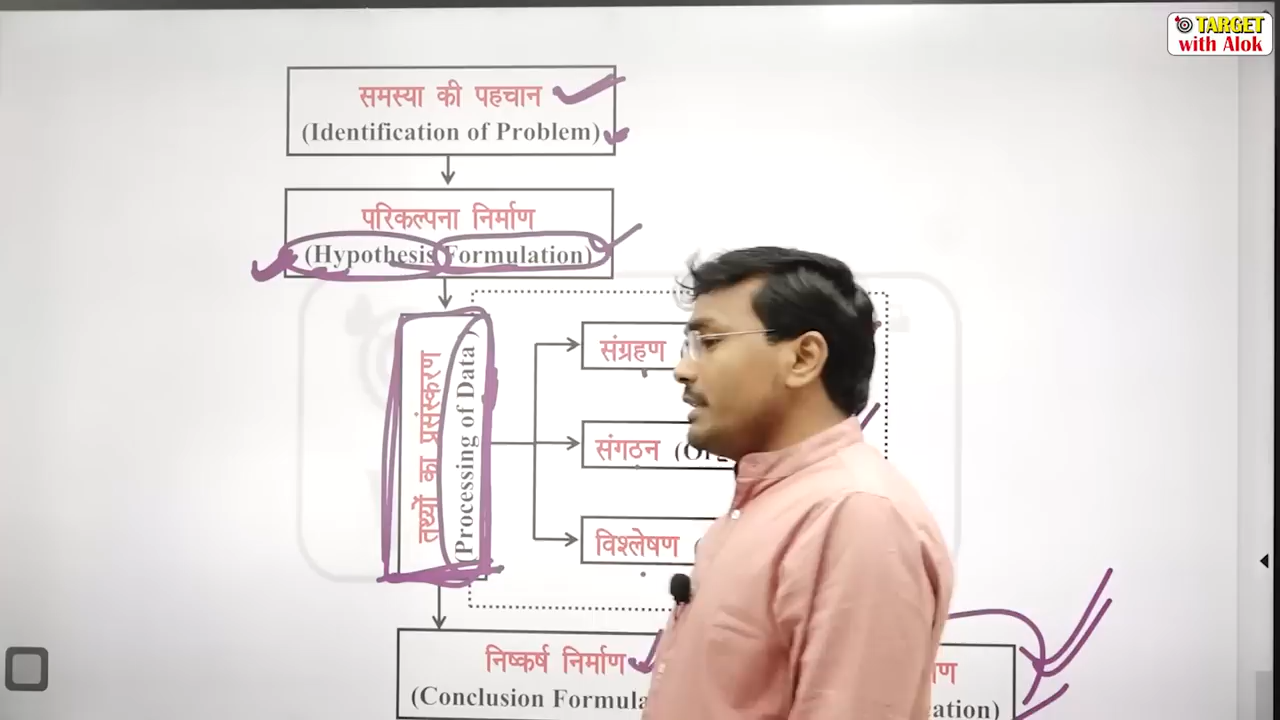 TARGET
with Alok
समस्या की पहचान
(Identification of Problem)
परिकल्पना निर्माण
(Hypothesis Formulation)
तथ्यों का प्रसंस्करण
(Processing of Data)
संग्रहण
संगठन
विश्लेषण
निष्कर्ष निर्माण
(Conclusion